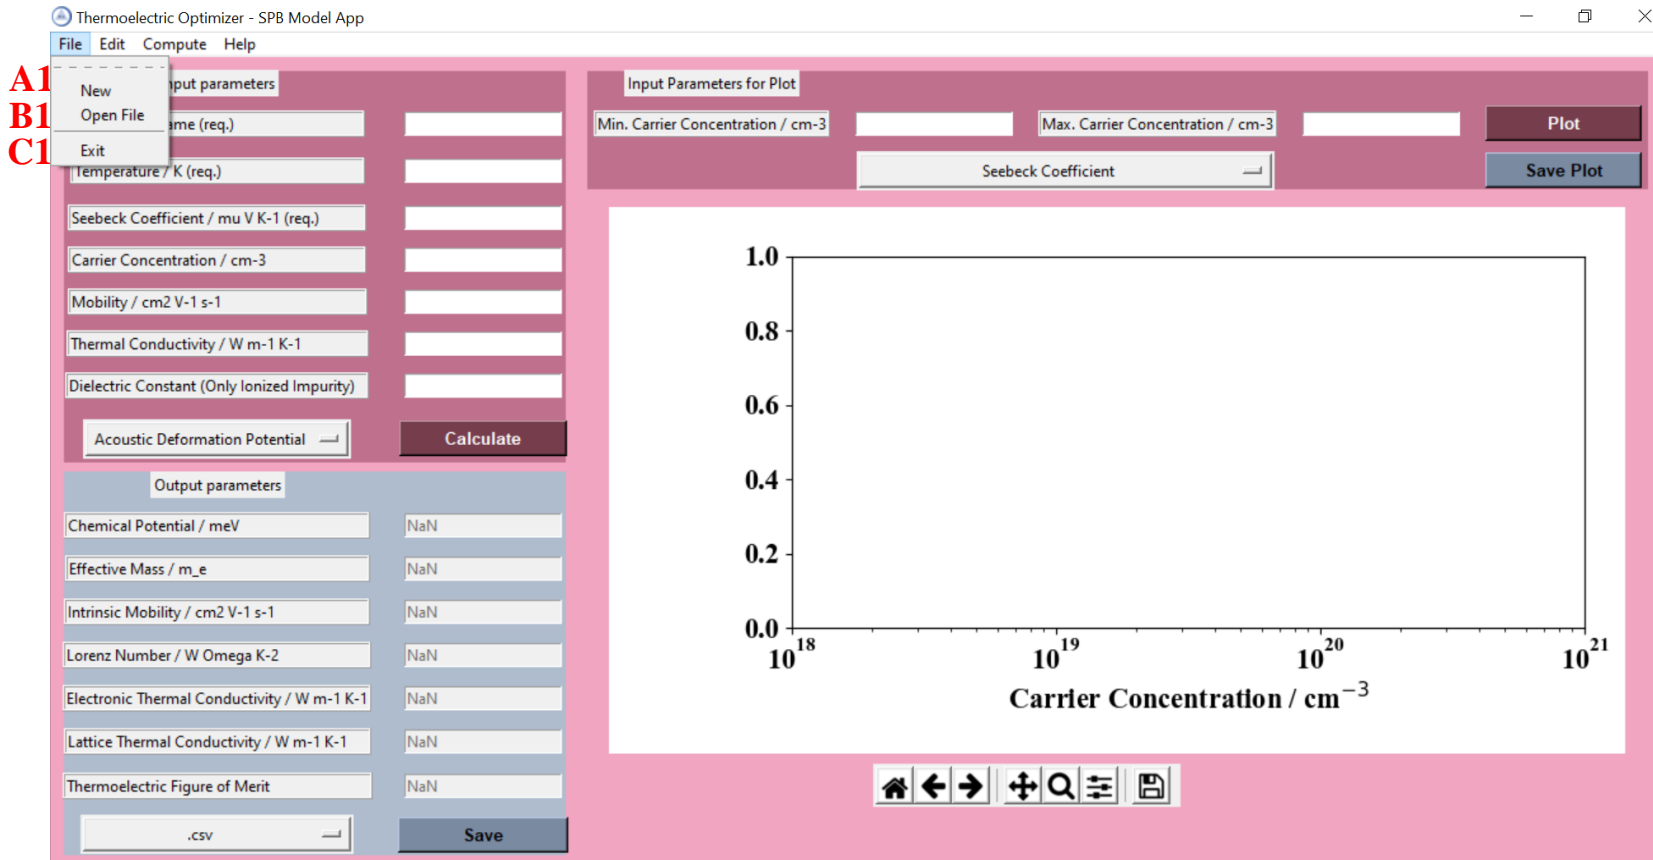 Thermoelectric Optimizer - SPB Model App
File Edit Compute Help
A1
B1
C1
New
Open File
Exit
nput parameters
ame (req.)
Temperature / K (req.)
Seebeck Coefficient / mu V K-1 (req.)
Carrier Concentration / cm-3
Mobility / cm2 V-1 s-1
Thermal Conductivity / W m-1 K-1
Dielectric Constant (Only Ionized Impurity)
Acoustic Deformation Potential
Calculate
Output parameters
Chemical Potential / meV NaN
Effective Mass / m_e NaN
Intrinsic Mobility / cm2 V-1 s-1 NaN
Lorenz Number / W Omega K-2 NaN
Electronic Thermal Conductivity / W m-1 K-1 NaN
Lattice Thermal Conductivity / W m-1 K-1 NaN
Thermoelectric Figure of Merit NaN
.csv
Save
Input Parameters for Plot
Min. Carrier Concentration / cm-3
Max. Carrier Concentration / cm-3
Plot
Seebeck Coefficient
Save Plot
1.0
0.8
0.6
0.4
0.2
0.0
10^18 10^19 10^20 10^21
Carrier Concentration / cm^−3